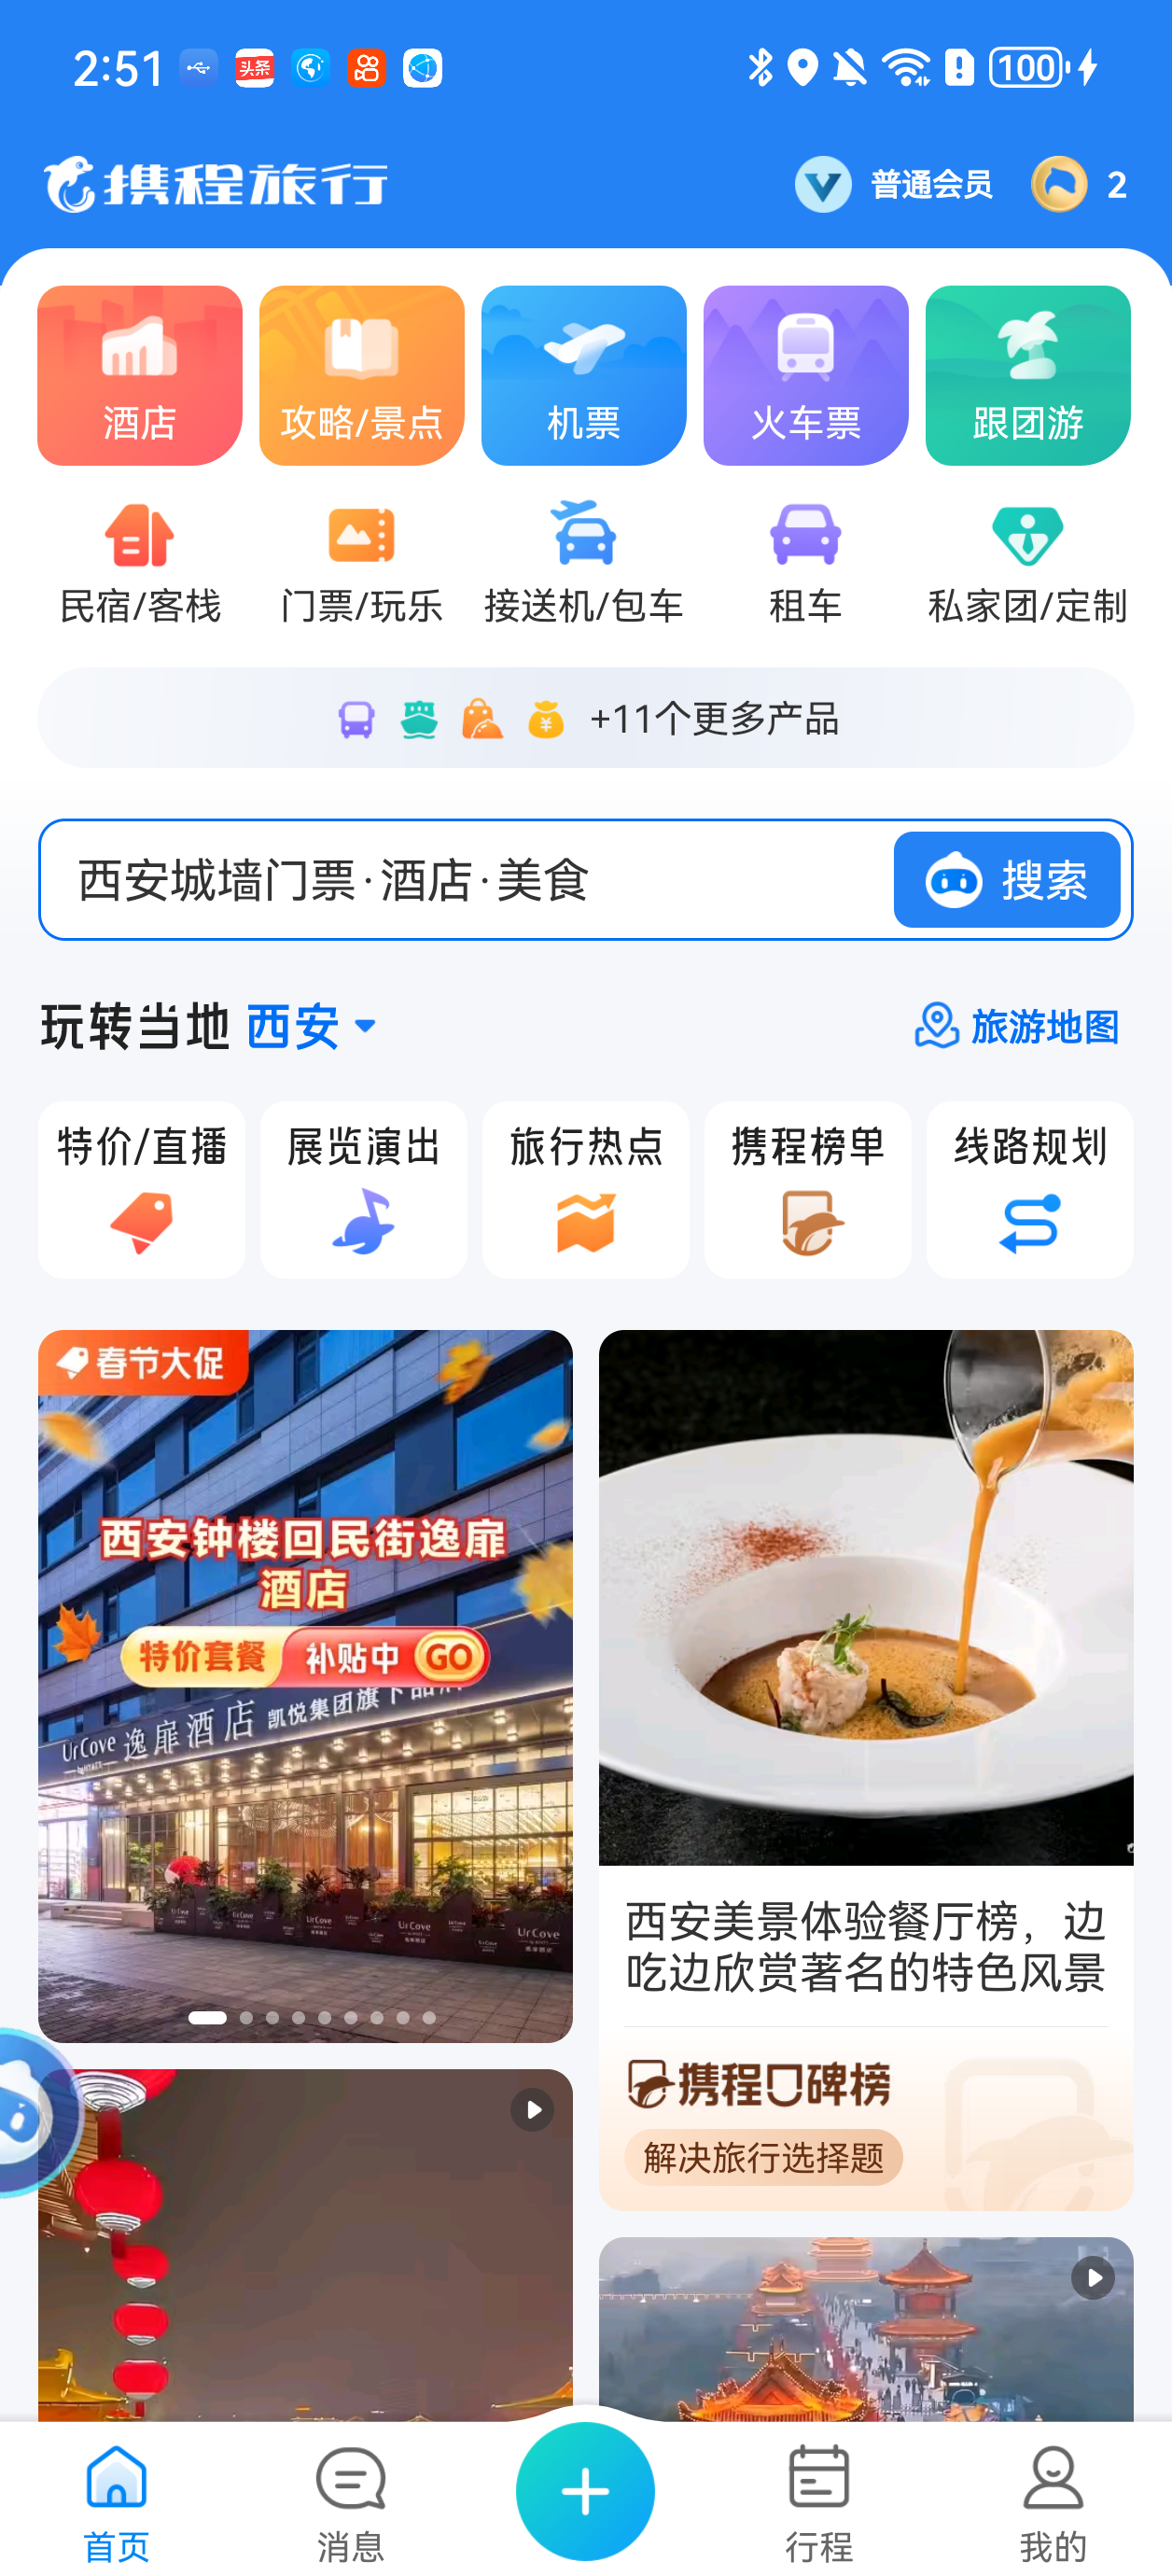 2:51
头条
100
携程旅行
普通会员
2
酒店
攻略/景点
机票
火车票
跟团游
民宿/客栈
门票/玩乐
接送机/包车
租车
私家团/定制
+11个更多产品
西安城墙门票·酒店·美食
搜索
玩转当地 西安
旅游地图
特价/直播
展览演出
旅行热点
携程榜单
线路规划
春节大促
西安钟楼回民街逸扉
酒店
特价套餐 补贴中 GO
UrCove 逸扉酒店 凯悦集团旗下品牌
by HYATT
UrCove
UrCove
UrCove
UrCove
西安美景体验餐厅榜，边
吃边欣赏著名的特色风景
携程口碑榜
解决旅行选择题
首页
消息
行程
我的